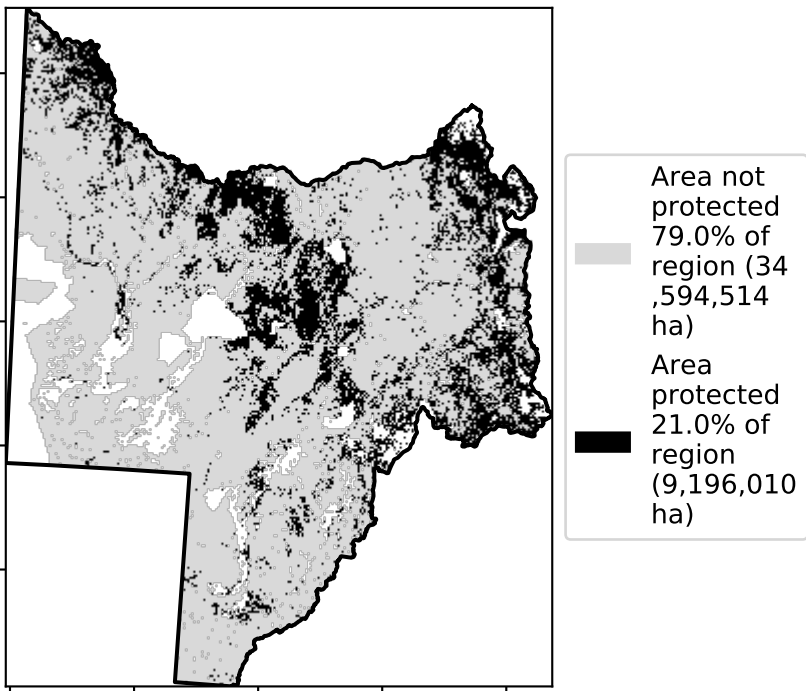 Area not
protected
79.0% of
region (34
,594,514
ha)
Area
protected
21.0% of
region
(9,196,010
ha)